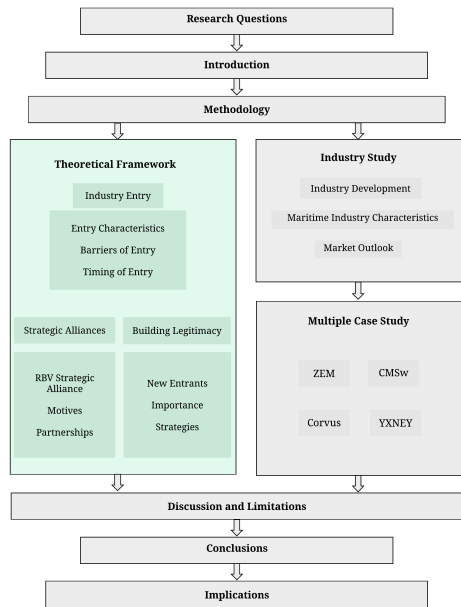 Research Questions
Introduction
Methodology
Theoretical Framework
Industry Entry
Entry Characteristics
Barriers of Entry
Timing of Entry
Strategic Alliances
Building Legitimacy
RBV Strategic
Alliance
Motives
Partnerships
New Entrants
Importance
Strategies
Industry Study
Industry Development
Maritime Industry Characteristics
Market Outlook
Multiple Case Study
ZEM
CMSw
Corvus
YXNEY
Discussion and Limitations
Conclusions
Implications